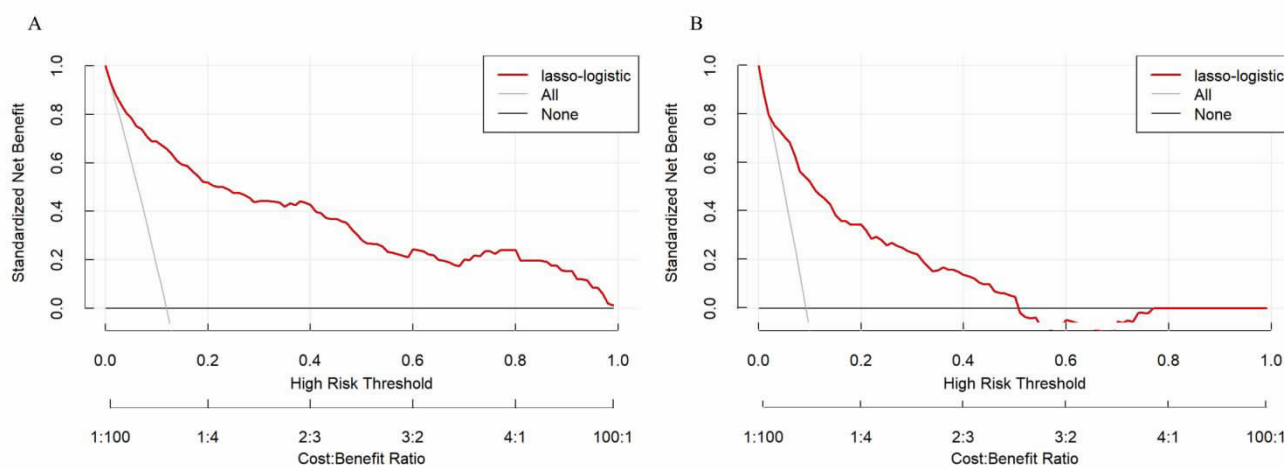 A
Standardized Net Benefit
1.0
0.8
0.6
0.4
0.2
0.0
lasso-logistic
All
None
0.0 0.2 0.4 0.6 0.8 1.0
High Risk Threshold
1:100 1:4 2:3 3:2 4:1 100:1
Cost:Benefit Ratio
B
Standardized Net Benefit
1.0
0.8
0.6
0.4
0.2
0.0
lasso-logistic
All
None
0.0 0.2 0.4 0.6 0.8 1.0
High Risk Threshold
1:100 1:4 2:3 3:2 4:1 100:1
Cost:Benefit Ratio